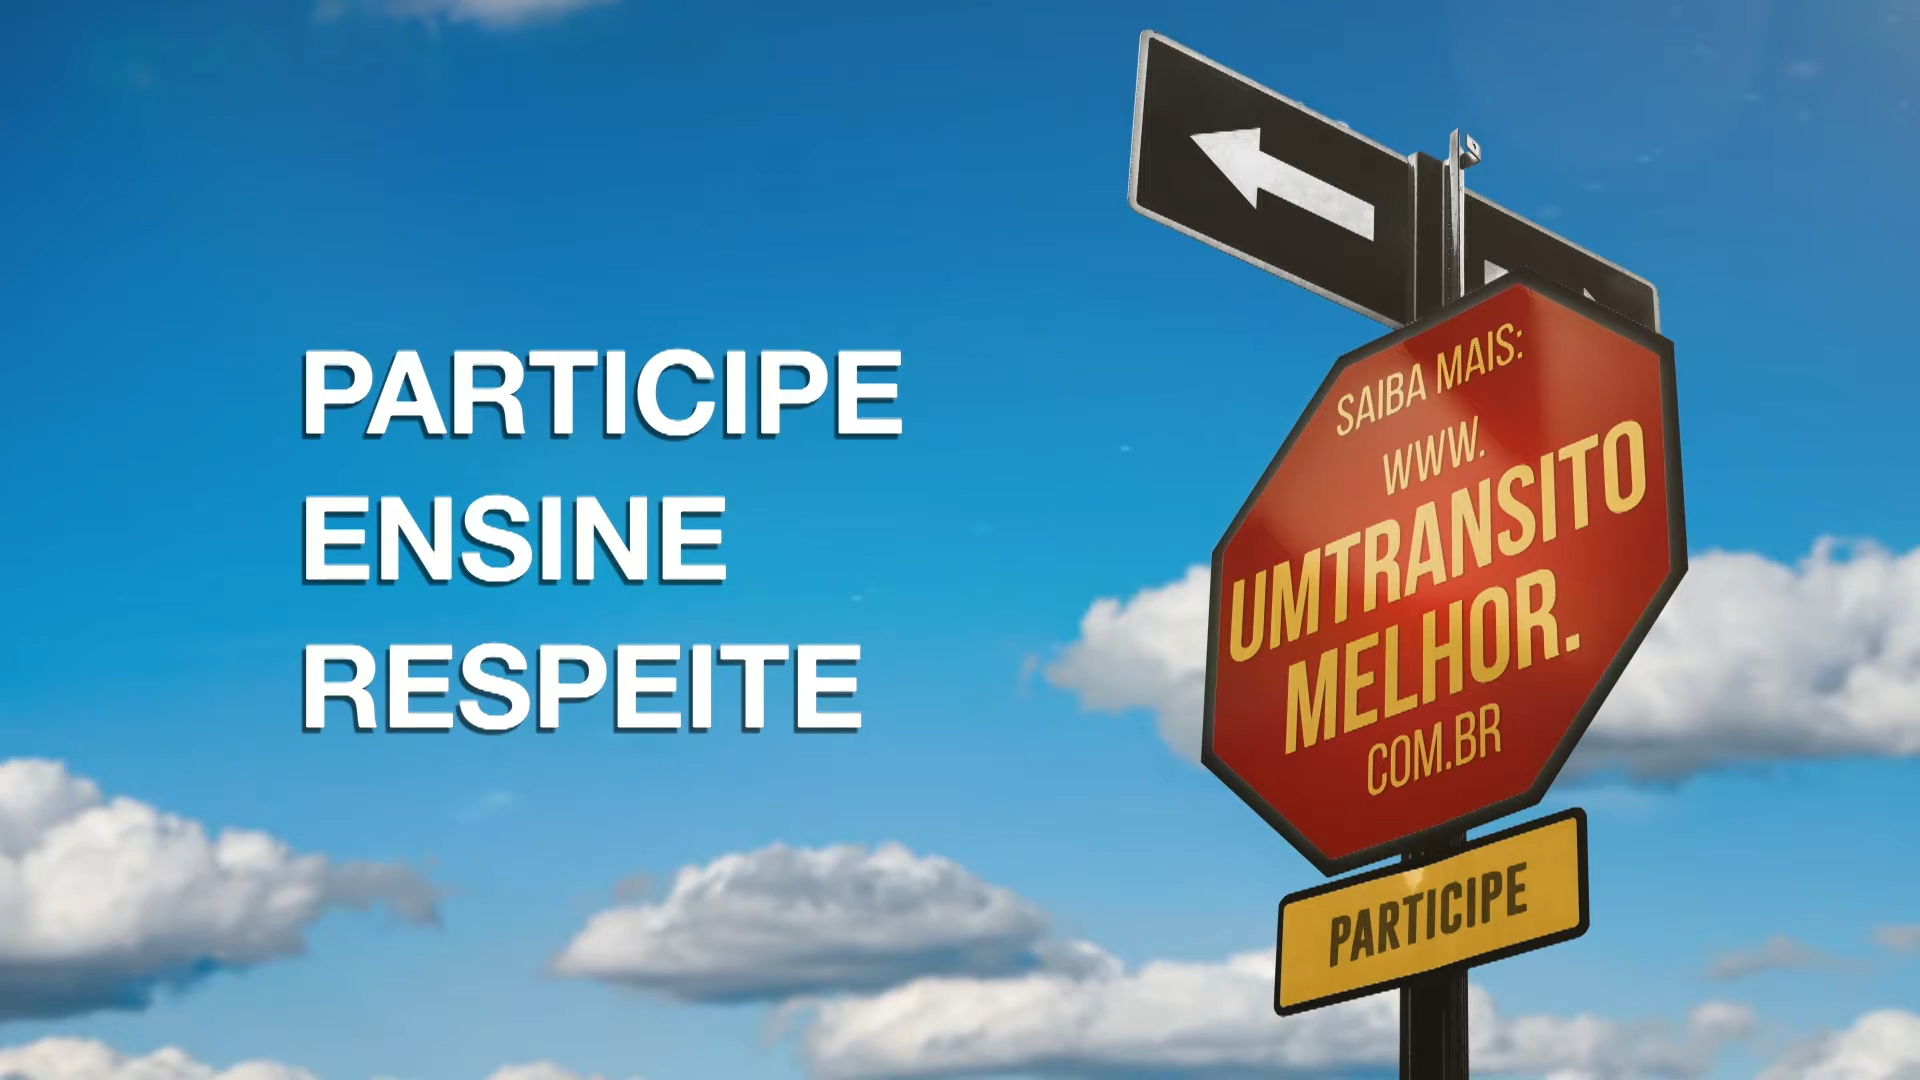 PARTICIPE
ENSINE
RESPEITE
SAIBA MAIS:
WWW.
UMTRANSITO
MELHOR.
COM.BR
PARTICIPE